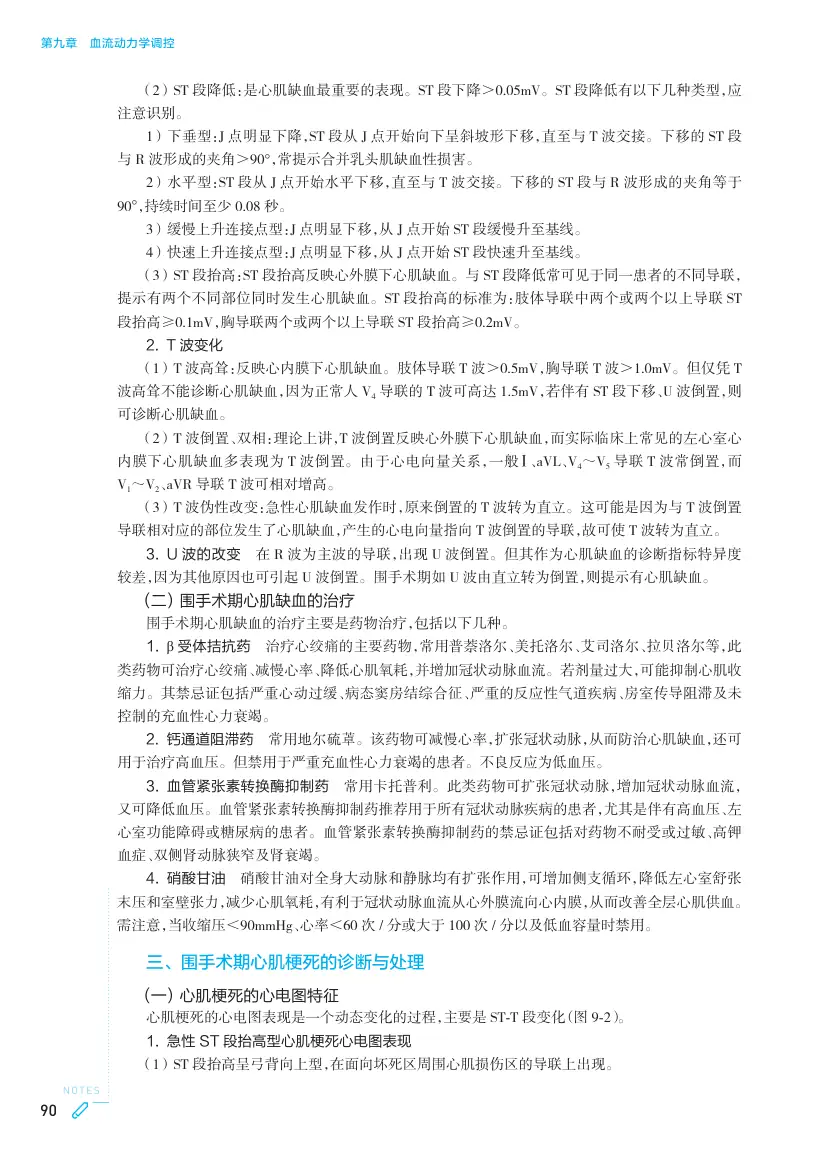 第九章 血流动力学调控
（2）ST 段降低：是心肌缺血最重要的表现。ST 段下降＞0.05mV。ST 段降低有以下几种类型，应
注意识别。
1）下垂型：J 点明显下降，ST 段从 J 点开始向下呈斜坡形下移，直至与 T 波交接。下移的 ST 段
与 R 波形成的夹角＞90°，常提示合并乳头肌缺血性损害。
2）水平型：ST 段从 J 点开始水平下移，直至与 T 波交接。下移的 ST 段与 R 波形成的夹角等于
90°，持续时间至少 0.08 秒。
3）缓慢上升连接点型：J 点明显下移，从 J 点开始 ST 段缓慢升至基线。
4）快速上升连接点型：J 点明显下移，从 J 点开始 ST 段快速升至基线。
（3）ST 段抬高：ST 段抬高反映心外膜下心肌缺血。与 ST 段降低常可见于同一患者的不同导联，
提示有两个不同部位同时发生心肌缺血。ST 段抬高的标准为：肢体导联中两个或两个以上导联 ST
段抬高≥0.1mV，胸导联两个或两个以上导联 ST 段抬高≥0.2mV。
2. T 波变化
（1）T 波高耸：反映心内膜下心肌缺血。肢体导联 T 波＞0.5mV，胸导联 T 波＞1.0mV。但仅凭 T
波高耸不能诊断心肌缺血，因为正常人 V₄ 导联的 T 波可高达 1.5mV，若伴有 ST 段下移、U 波倒置，则
可诊断心肌缺血。
（2）T 波倒置、双相：理论上讲，T 波倒置反映心外膜下心肌缺血，而实际临床上常见的左心室心
内膜下心肌缺血多表现为 T 波倒置。由于心电向量关系，一般Ⅰ、aVL、V₄～V₅ 导联 T 波常倒置，而
V₁～V₂、aVR 导联 T 波可相对增高。
（3）T 波伪性改变：急性心肌缺血发作时，原来倒置的 T 波转为直立。这可能是因为与 T 波倒置
导联相对应的部位发生了心肌缺血，产生的心电向量指向 T 波倒置的导联，故可使 T 波转为直立。
3. U 波的改变 在 R 波为主波的导联，出现 U 波倒置。但其作为心肌缺血的诊断指标特异度
较差，因为其他原因也可引起 U 波倒置。围手术期如 U 波由直立转为倒置，则提示有心肌缺血。
（二）围手术期心肌缺血的治疗
围手术期心肌缺血的治疗主要是药物治疗，包括以下几种。
1. β 受体拮抗药 治疗心绞痛的主要药物，常用普萘洛尔、美托洛尔、艾司洛尔、拉贝洛尔等，此
类药物可治疗心绞痛、减慢心率、降低心肌氧耗，并增加冠状动脉血流。若剂量过大，可能抑制心肌收
缩力。其禁忌证包括严重心动过缓、病态窦房结综合征、严重的反应性气道疾病、房室传导阻滞及未
控制的充血性心力衰竭。
2. 钙通道阻滞药 常用地尔硫䓬。该药物可减慢心率，扩张冠状动脉，从而防治心肌缺血，还可
用于治疗高血压。但禁用于严重充血性心力衰竭的患者。不良反应为低血压。
3. 血管紧张素转换酶抑制药 常用卡托普利。此类药物可扩张冠状动脉，增加冠状动脉血流，
又可降低血压。血管紧张素转换酶抑制药推荐用于所有冠状动脉疾病的患者，尤其是伴有高血压、左
心室功能障碍或糖尿病的患者。血管紧张素转换酶抑制药的禁忌证包括对药物不耐受或过敏、高钾
血症、双侧肾动脉狭窄及肾衰竭。
4. 硝酸甘油 硝酸甘油对全身大动脉和静脉均有扩张作用，可增加侧支循环，降低左心室舒张
末压和室壁张力，减少心肌氧耗，有利于冠状动脉血流从心外膜流向心内膜，从而改善全层心肌供血。
需注意，当收缩压＜90mmHg、心率＜60 次 / 分或大于 100 次 / 分以及低血容量时禁用。
三、围手术期心肌梗死的诊断与处理
（一）心肌梗死的心电图特征
心肌梗死的心电图表现是一个动态变化的过程，主要是 ST-T 段变化（图 9-2）。
1. 急性 ST 段抬高型心肌梗死心电图表现
（1）ST 段抬高呈弓背向上型，在面向坏死区周围心肌损伤区的导联上出现。
NOTES
90